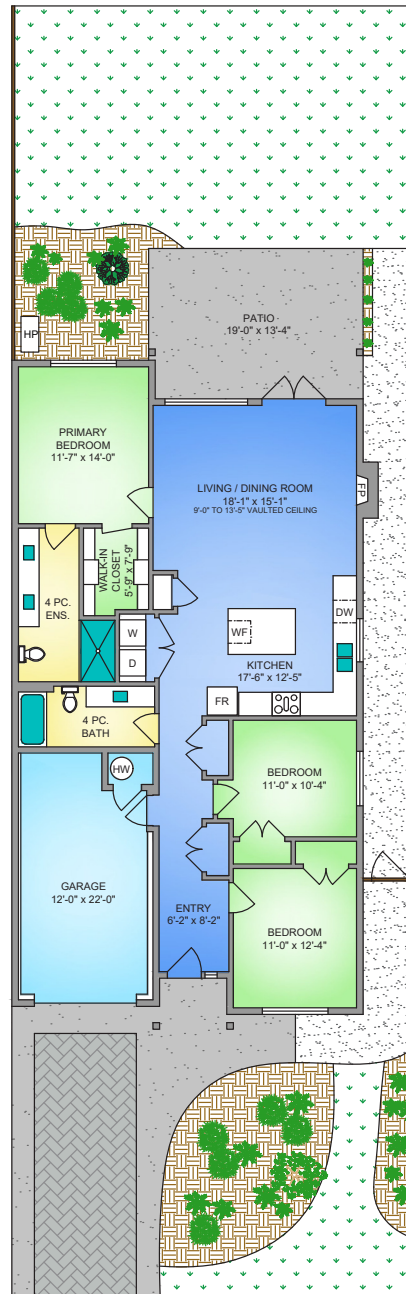 PATIO
19'-0" x 13'-4"
HP
PRIMARY
BEDROOM
11'-7" x 14'-0"
LIVING / DINING ROOM
18'-1" x 15'-1"
9'-0" TO 13'-5" VAULTED CEILING
FP
WALK-IN
CLOSET
5'-9" x 7'-9"
4 PC.
ENS.
W
D
WF
DW
KITCHEN
17'-6" x 12'-5"
FR
4 PC.
BATH
HW
BEDROOM
11'-0" x 10'-4"
GARAGE
12'-0" x 22'-0"
ENTRY
6'-2" x 8'-2"
BEDROOM
11'-0" x 12'-4"